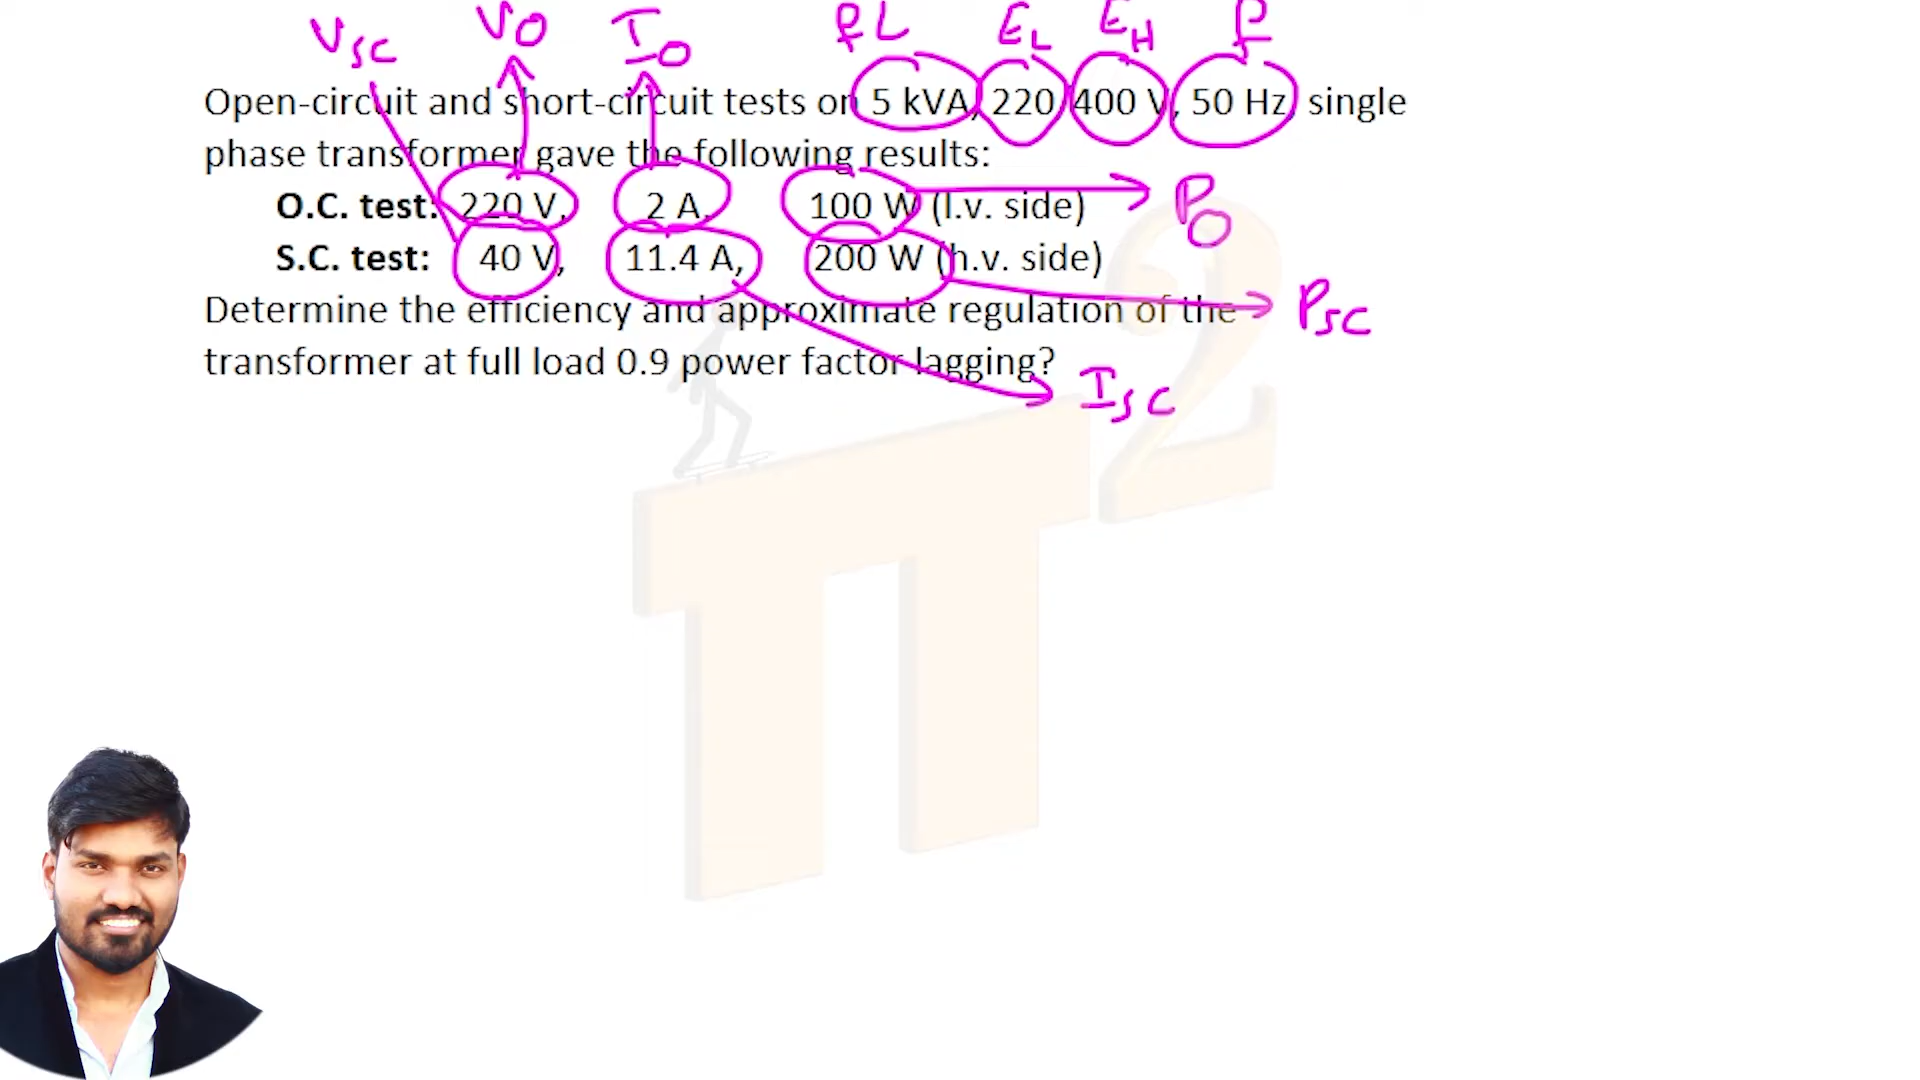 VSC VO IO FL EL EH f
Open-circuit and short-circuit tests on 5 kVA, 220/400 V, 50 Hz, single
phase transformer gave the following results:
O.C. test: 220 V, 2 A, 100 W (l.v. side) PO
S.C. test: 40 V, 11.4 A, 200 W (h.v. side)
Determine the efficiency and approximate regulation of the PSC
transformer at full load 0.9 power factor lagging?
ISC
π2